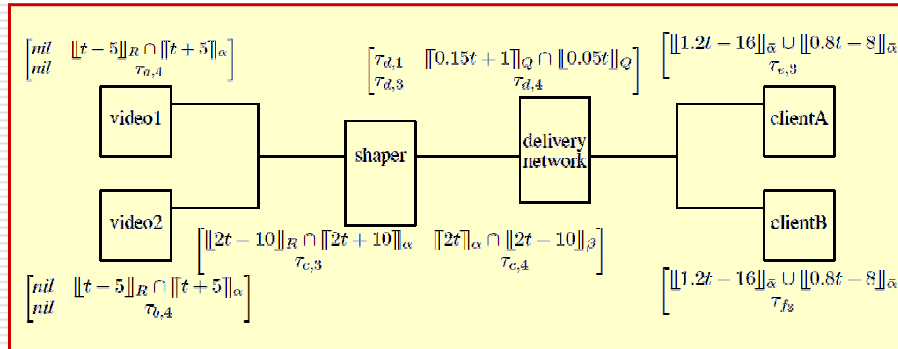 [nil ⟦t − 5⟧_R ∩ ⟦t + 5⟧_α
nil τ_{a,4}]
[τ_{d,1} ⟦0.15t + 1⟧_Q ∩ ⟦0.05t⟧_Q
τ_{d,3} τ_{d,4}]
[⟦1.2t − 16⟧_ᾱ ∪ ⟦0.8t − 8⟧_ᾱ
τ_{e,3}
video1
shaper
delivery
network
clientA
video2
clientB
[⟦2t − 10⟧_R ∩ ⟦2t + 10⟧_α ⟦2t⟧_α ∩ ⟦2t − 10⟧_β
τ_{c,3} τ_{c,4}]
[nil ⟦t − 5⟧_R ∩ ⟦t + 5⟧_α
nil τ_{b,4}]
[⟦1.2t − 16⟧_ᾱ ∪ ⟦0.8t − 8⟧_ᾱ
τ_{f3}